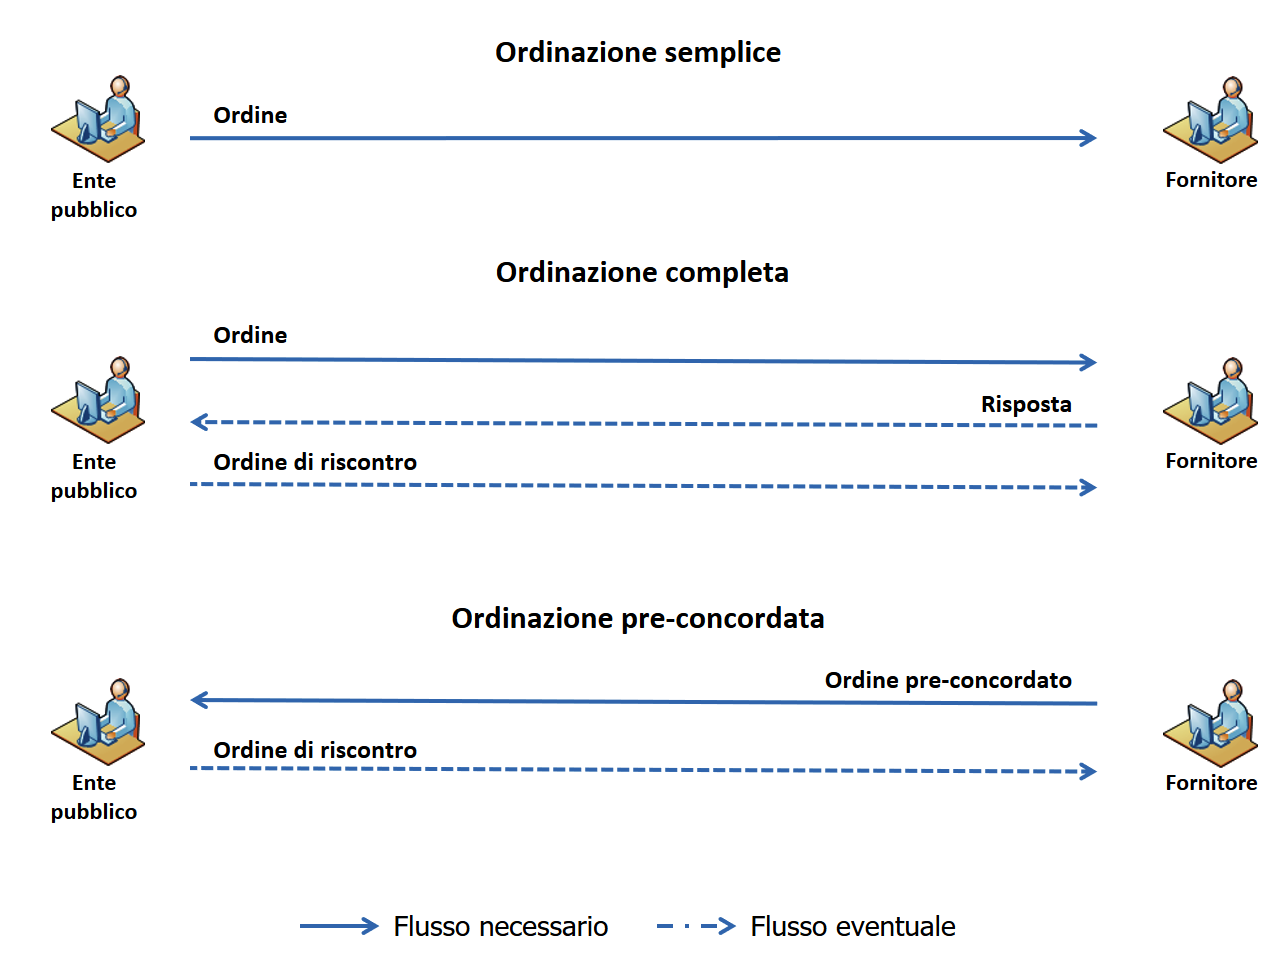 Ordinazione semplice
Ordine
Ente
pubblico
Fornitore
Ordinazione completa
Ordine
Risposta
Ordine di riscontro
Ente
pubblico
Fornitore
Ordinazione pre-concordata
Ordine pre-concordato
Ordine di riscontro
Ente
pubblico
Fornitore
Flusso necessario
Flusso eventuale